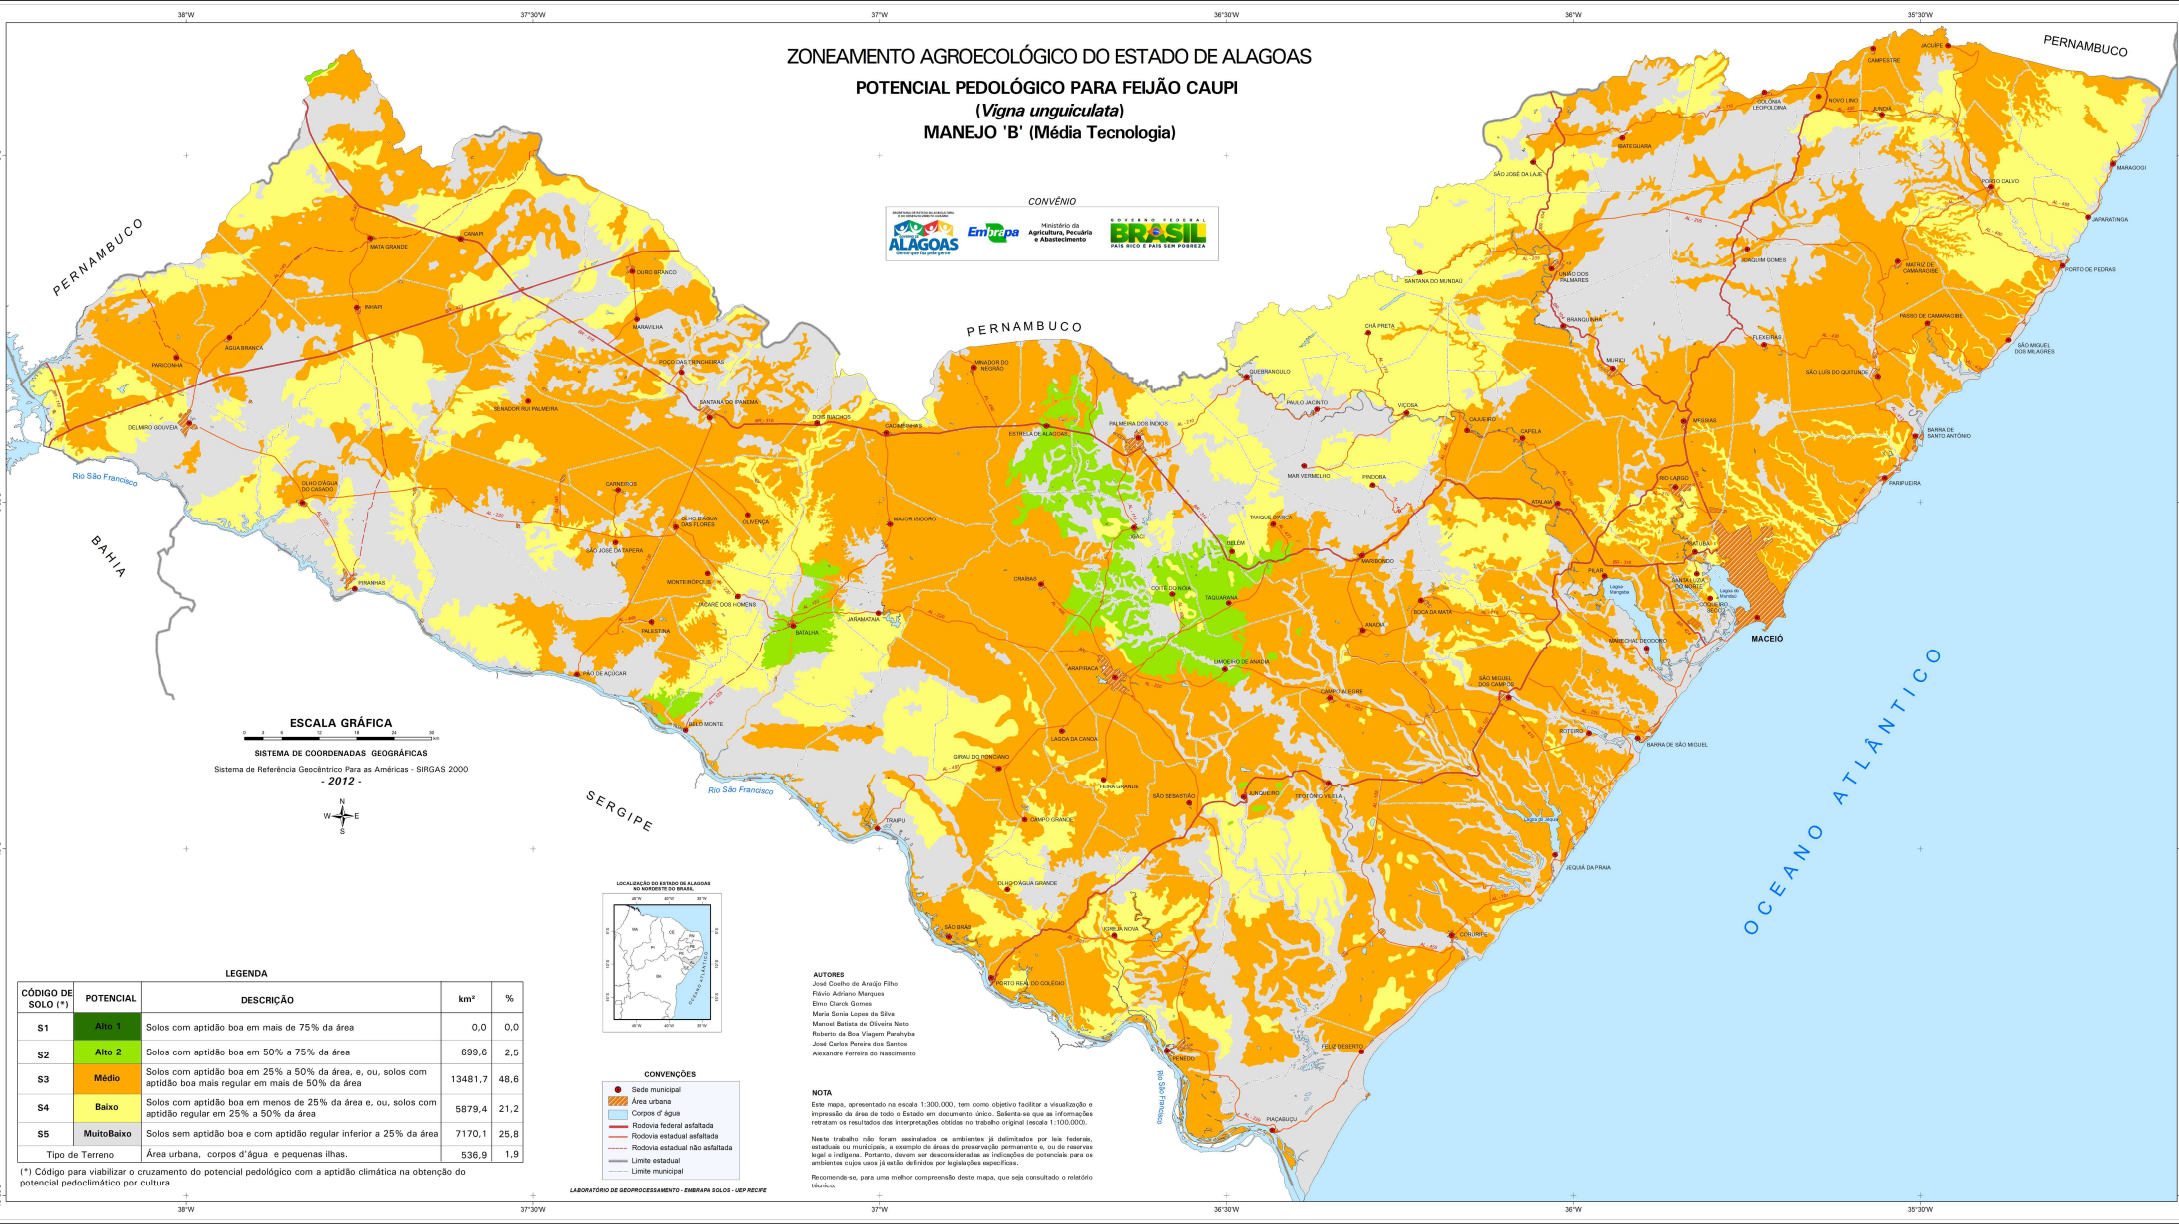 38°W
37°30'W
37°W
36°30'W
36°W
35°30'W
ZONEAMENTO AGROECOLÓGICO DO ESTADO DE ALAGOAS
POTENCIAL PEDOLÓGICO PARA FEIJÃO CAUPI
(Vigna unguiculata)
MANEJO 'B' (Média Tecnologia)
CONVÊNIO
ALAGOAS
Embrapa
Ministério da
Agricultura, Pecuária
e Abastecimento
GOVERNO FEDERAL
BRASIL
PAÍS RICO É PAÍS SEM POBREZA
PERNAMBUCO
PERNAMBUCO
PERNAMBUCO
BAHIA
SERGIPE
OCEANO ATLÂNTICO
Rio São Francisco
Rio São Francisco
Rio São Francisco
JACUÍPE
CAMPESTRE
COLÔNIA
LEOPOLDINA
NOVO LINO
JUNDIÁ
IBATEGUARA
SÃO JOSÉ DA LAJE
MARAGOGI
PORTO CALVO
JAPARATINGA
CANAPI
MATA GRANDE
JOAQUIM GOMES
MATRIZ DE
CAMARAGIBE
PORTO DE PEDRAS
OURO BRANCO
SANTANA DO MUNDAÚ
UNIÃO DOS
PALMARES
INHAPI
MARAVILHA
CHÃ PRETA
BRANQUINHA
PASSO DE CAMARAGIBE
ÁGUA BRANCA
FLEXEIRAS
SÃO MIGUEL
DOS MILAGRES
PARICONHA
POÇO DAS TRINCHEIRAS
MINADOR DO
NEGRÃO
QUEBRANGULO
MURICI
SÃO LUÍS DO QUITUNDE
SENADOR RUI PALMEIRA
SANTANA DO IPANEMA
PAULO JACINTO
VIÇOSA
DELMIRO GOUVEIA
DOIS RIACHOS
CACIMBINHAS
ESTRELA DE ALAGOAS
PALMEIRA DOS ÍNDIOS
CAJUEIRO
CAPELA
MESSIAS
BARRA DE
SANTO ANTÔNIO
MAR VERMELHO
PINDOBA
RIO LARGO
PARIPUEIRA
OLHO D'ÁGUA
DO CASADO
CARNEIROS
OLHO D'ÁGUA
DAS FLORES
OLIVENÇA
MAJOR ISIDORO
IGACI
TANQUE D'ARCA
ATALAIA
SÃO JOSÉ DA TAPERA
BELÉM
SATUBA
MARIBONDO
PILAR
SANTA LUZIA
DO NORTE
PIRANHAS
MONTEIRÓPOLIS
CRAÍBAS
COITÉ DO NÓIA
TAQUARANA
Lagoa
Manguaba
Lagoa do
Mundaú
COQUEIRO
SECO
JACARÉ DOS HOMENS
JARAMATAIA
BOCA DA MATA
PALESTINA
BATALHA
ANADIA
MARECHAL DEODORO
MACEIÓ
PÃO DE AÇÚCAR
ARAPIRACA
LIMOEIRO DE ANADIA
SÃO MIGUEL
DOS CAMPOS
CAMPO ALEGRE
BELO MONTE
LAGOA DA CANOA
ROTEIRO
BARRA DE SÃO MIGUEL
GIRAU DO PONCIANO
FEIRA GRANDE
SÃO SEBASTIÃO
JUNQUEIRO
TEOTÔNIO VILELA
TRAIPU
CAMPO GRANDE
Lagoa de Jequiá
JEQUIÁ DA PRAIA
OLHO D'ÁGUA GRANDE
SÃO BRÁS
IGREJA NOVA
CORURIPE
PORTO REAL DO COLÉGIO
PENEDO
FELIZ DESERTO
PIAÇABUÇU
ESCALA GRÁFICA
0 3 6 12 18 24 30
km
SISTEMA DE COORDENADAS GEOGRÁFICAS
Sistema de Referência Geocêntrico Para as Américas - SIRGAS 2000
- 2012 -
N
W E
S
LOCALIZAÇÃO DO ESTADO DE ALAGOAS
NO NORDESTE DO BRASIL
LEGENDA
CÓDIGO DE SOLO (*) POTENCIAL DESCRIÇÃO km² %
S1 Alto 1 Solos com aptidão boa em mais de 75% da área 0,0 0,0
S2 Alto 2 Solos com aptidão boa em 50% a 75% da área 699,6 2,5
S3 Médio Solos com aptidão boa em 25% a 50% da área, e, ou, solos com aptidão boa mais regular em mais de 50% da área 13481,7 48,6
S4 Baixo Solos com aptidão boa em menos de 25% da área e, ou, solos com aptidão regular em 25% a 50% da área 5879,4 21,2
S5 MuitoBaixo Solos sem aptidão boa e com aptidão regular inferior a 25% da área 7170,1 25,8
Tipo de Terreno Área urbana, corpos d'água e pequenas ilhas. 536,9 1,9
(*) Código para viabilizar o cruzamento do potencial pedológico com a aptidão climática na obtenção do
potencial pedoclimático por cultura
CONVENÇÕES
Sede municipal
Área urbana
Corpos d' água
Rodovia federal asfaltada
Rodovia estadual asfaltada
Rodovia estadual não asfaltada
Limite estadual
Limite municipal
LABORATÓRIO DE GEOPROCESSAMENTO - EMBRAPA SOLOS - UEP RECIFE
AUTORES
José Coelho de Araújo Filho
Flávio Adriano Marques
Elmo Clarck Gomes
Maria Sonia Lopes da Silva
Manoel Batista de Oliveira Neto
Roberto da Boa Viagem Parahyba
José Carlos Pereira dos Santos
Alexandre Ferreira do Nascimento
NOTA
Este mapa, apresentado na escala 1:300.000, tem como objetivo facilitar a visualização e
impressão da área de todo o Estado em documento único. Salienta-se que as informações
retratam os resultados das interpretações obtidas no trabalho original (escala 1:100.000).
Neste trabalho não foram assinalados os ambientes já delimitados por leis federais,
estaduais ou municipais, a exemplo de áreas de preservação permanente e, ou de reservas
legal e indígena. Portanto, devem ser desconsideradas as indicações de potenciais para os
ambientes cujos usos já estão definidos por legislações específicas.
Recomenda-se, para uma melhor compreensão deste mapa, que seja consultado o relatório
técnico.
38°W
37°30'W
37°W
36°30'W
36°W
35°30'W